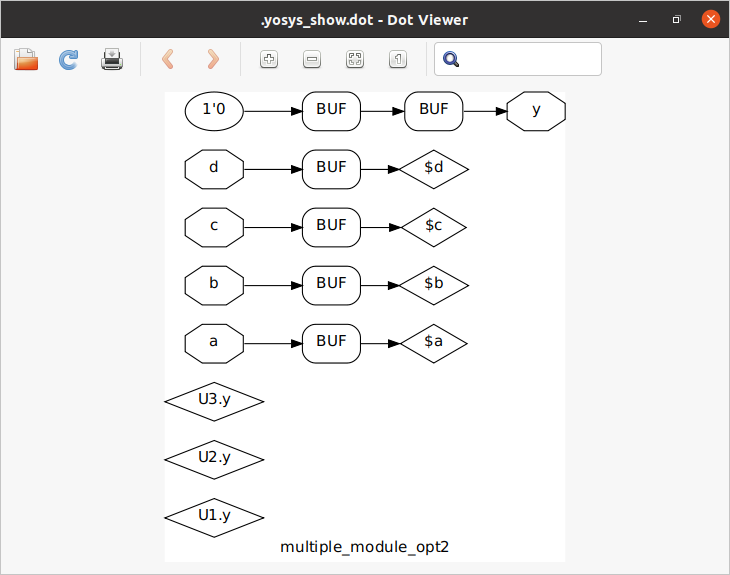 .yosys_show.dot - Dot Viewer
1'0 BUF BUF y
d BUF $d
c BUF $c
b BUF $b
a BUF $a
U3.y
U2.y
U1.y
multiple_module_opt2